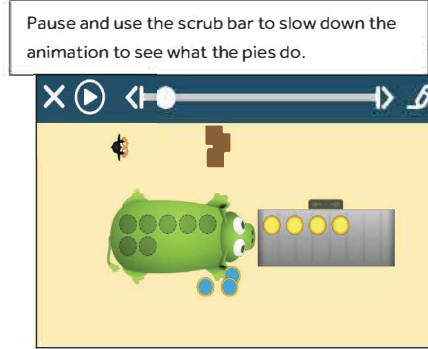 Pause and use the scrub bar to slow down the
animation to see what the pies do.